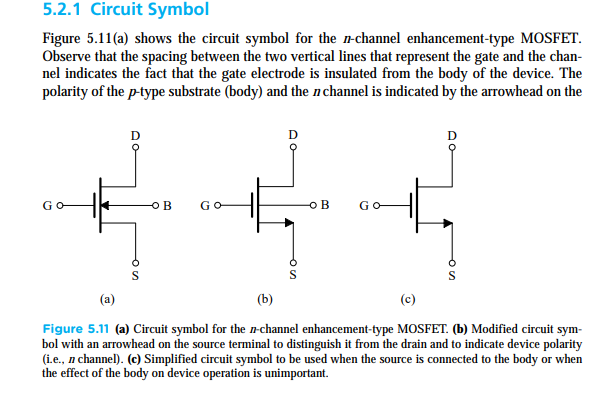 5.2.1 Circuit Symbol
Figure 5.11(a) shows the circuit symbol for the n-channel enhancement-type MOSFET.
Observe that the spacing between the two vertical lines that represent the gate and the chan-
nel indicates the fact that the gate electrode is insulated from the body of the device. The
polarity of the p-type substrate (body) and the n channel is indicated by the arrowhead on the
D D D
G B G B G
S S S
(a) (b) (c)
Figure 5.11 (a) Circuit symbol for the n-channel enhancement-type MOSFET. (b) Modified circuit sym-
bol with an arrowhead on the source terminal to distinguish it from the drain and to indicate device polarity
(i.e., n channel). (c) Simplified circuit symbol to be used when the source is connected to the body or when
the effect of the body on device operation is unimportant.